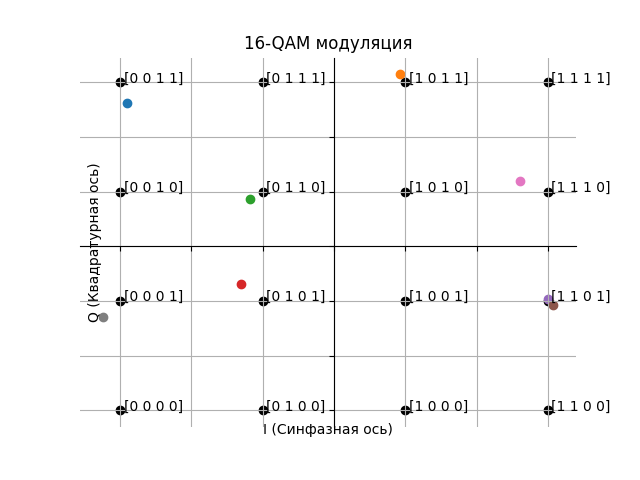 16-QAM модуляция
[0 0 1 1] [0 1 1 1] [1 0 1 1] [1 1 1 1]
[0 0 1 0] [0 1 1 0] [1 0 1 0] [1 1 1 0]
Q (Квадратурная ось)
[0 0 0 1] [0 1 0 1] [1 0 0 1] [1 1 0 1]
[0 0 0 0] [0 1 0 0] [1 0 0 0] [1 1 0 0]
I (Синфазная ось)